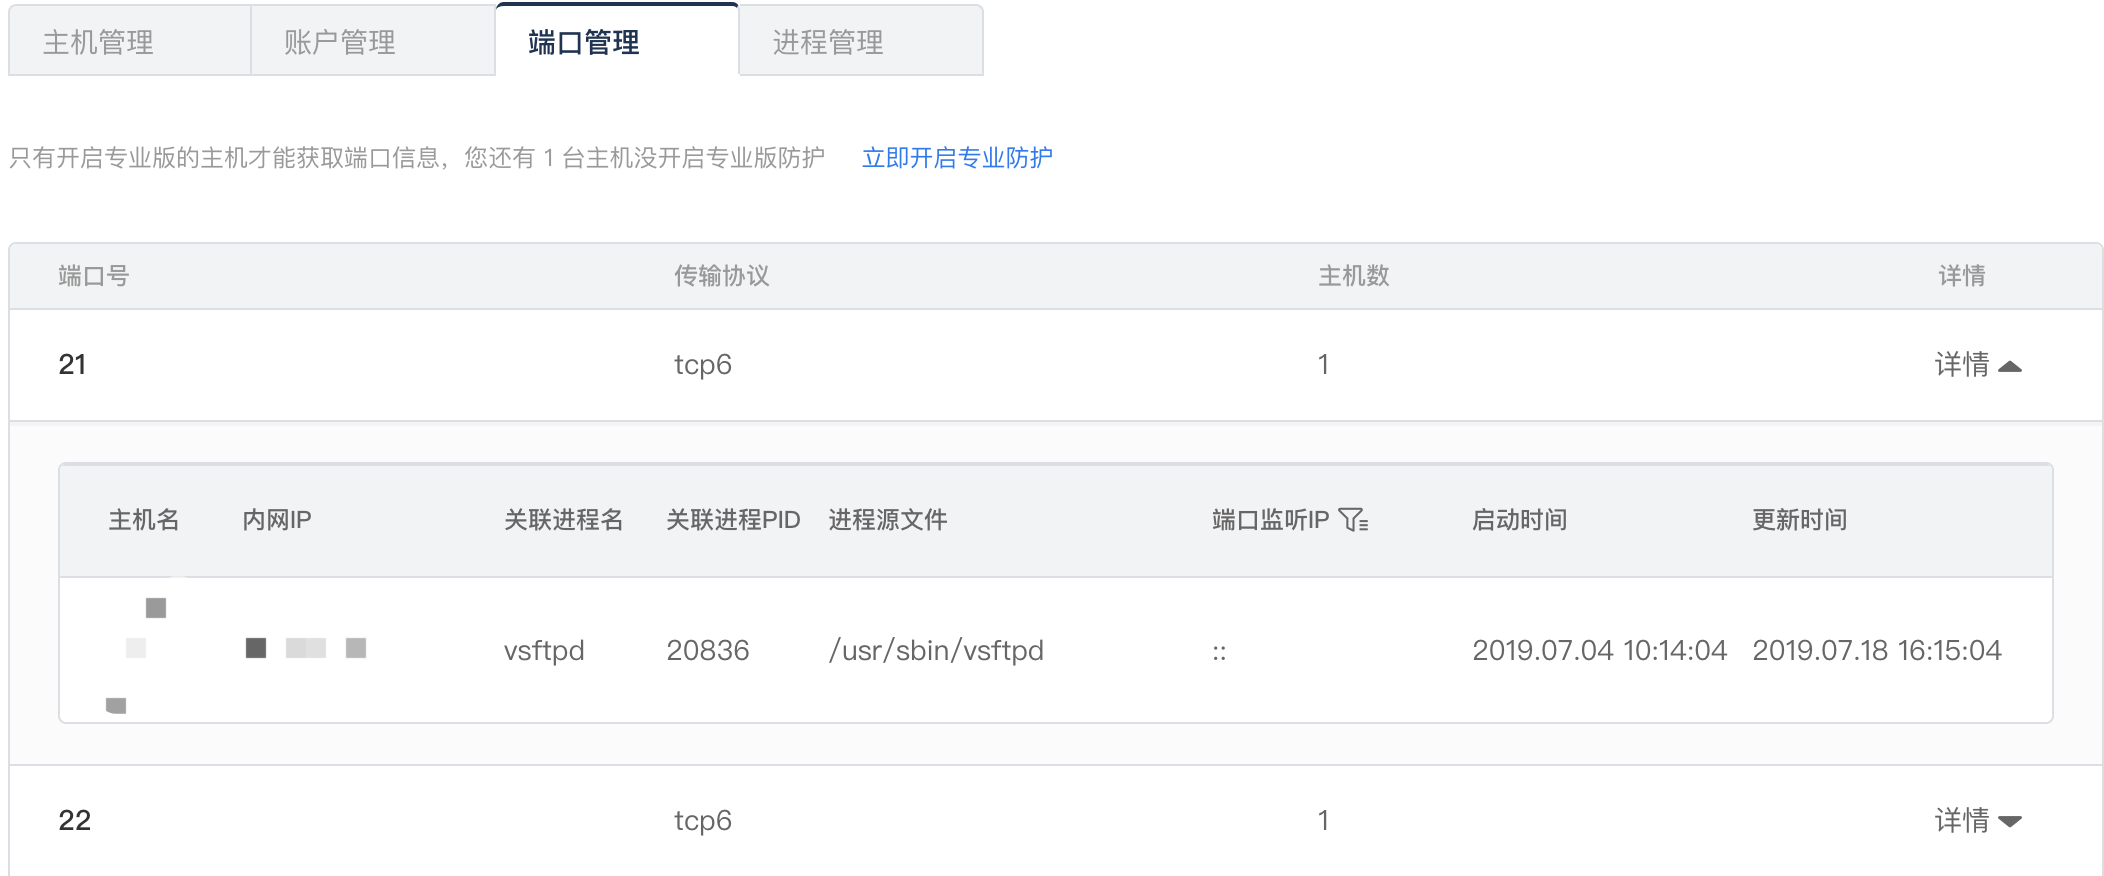 主机管理 账户管理 端口管理 进程管理
只有开启专业版的主机才能获取端口信息，您还有 1 台主机没开启专业版防护 立即开启专业防护
端口号 传输协议 主机数 详情
21 tcp6 1 详情
主机名 内网IP 关联进程名 关联进程PID 进程源文件 端口监听IP 启动时间 更新时间
vsftpd 20836 /usr/sbin/vsftpd :: 2019.07.04 10:14:04 2019.07.18 16:15:04
22 tcp6 1 详情